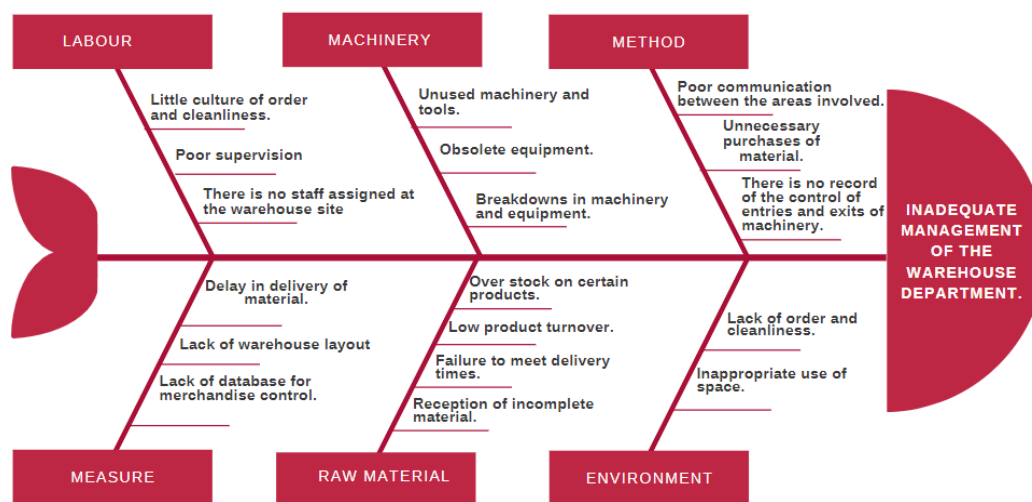 LABOUR
MACHINERY
METHOD
Little culture of order
and cleanliness.
Poor supervision
There is no staff assigned at
the warehouse site
Unused machinery and
tools.
Obsolete equipment.
Breakdowns in machinery
and equipment.
Poor communication
between the areas involved.
Unnecessary
purchases of
material.
There is no record
of the control of
entries and exits of
machinery.
INADEQUATE
MANAGEMENT
OF THE
WAREHOUSE
DEPARTMENT.
Delay in delivery of
material.
Lack of warehouse layout
Lack of database for
merchandise control.
Over stock on certain
products.
Low product turnover.
Failure to meet delivery
times.
Reception of incomplete
material.
Lack of order and
cleanliness.
Inappropriate use of
space.
MEASURE
RAW MATERIAL
ENVIRONMENT